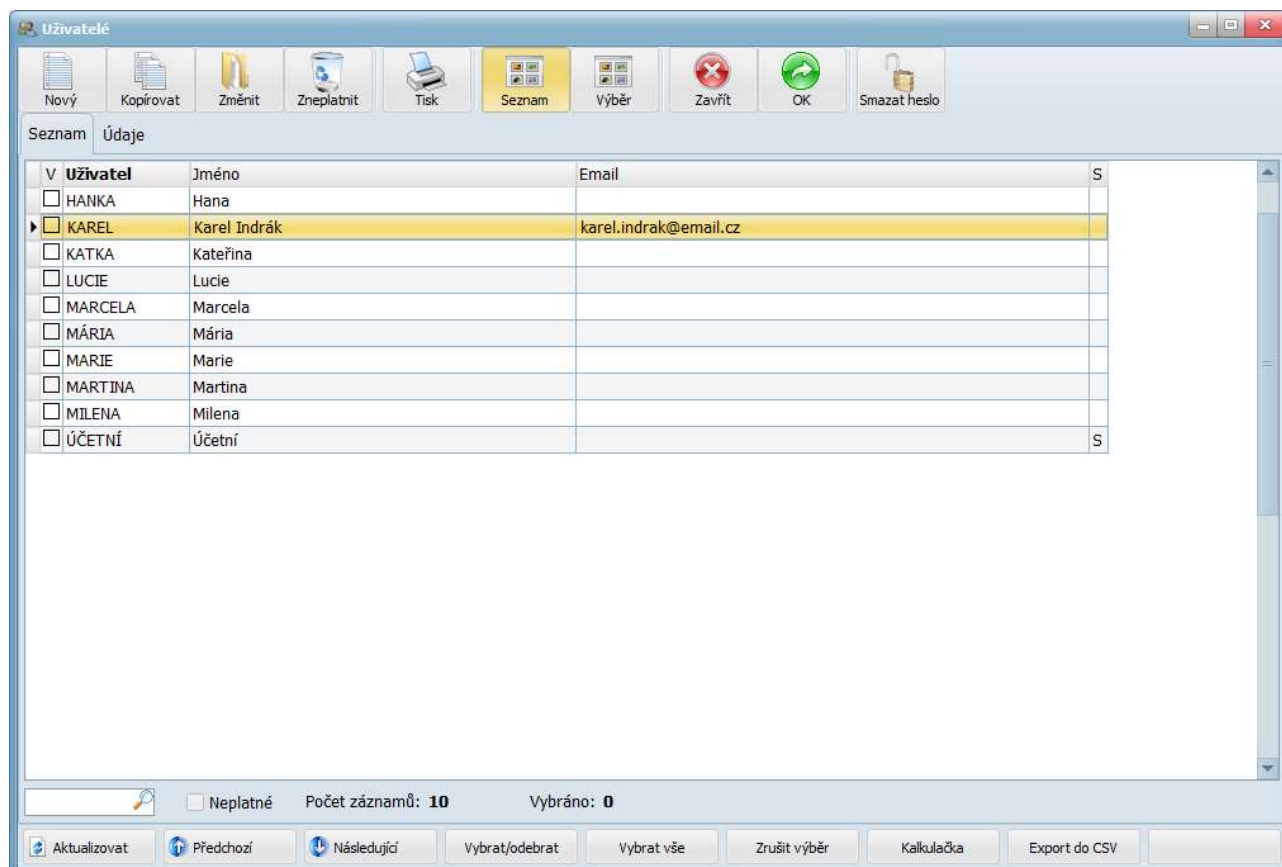 Uživatelé
Nový Kopírovat Změnit Zneplatnit Tisk Seznam Výběr Zavřít OK Smazat heslo
Seznam Údaje
V Uživatel Jméno Email S
HANKA Hana
KAREL Karel Indrák karel.indrak@email.cz
KATKA Kateřina
LUCIE Lucie
MARCELA Marcela
MÁRIA Mária
MARIE Marie
MARTINA Martina
MILENA Milena
ÚČETNÍ Účetní S
Neplatné Počet záznamů: 10 Vybráno: 0
Aktualizovat Předchozí Následující Vybrat/odebrat Vybrat vše Zrušit výběr Kalkulačka Export do CSV